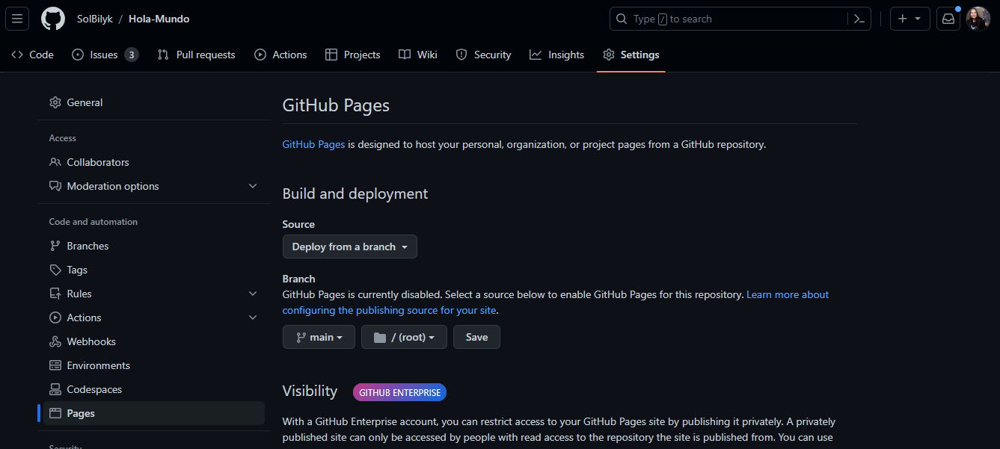 SolBilyk / Hola-Mundo
Type / to search
Code
Issues 3
Pull requests
Actions
Projects
Wiki
Security
Insights
Settings
General
Access
Collaborators
Moderation options
Code and automation
Branches
Tags
Rules
Actions
Webhooks
Environments
Codespaces
Pages
Security
GitHub Pages
GitHub Pages is designed to host your personal, organization, or project pages from a GitHub repository.
Build and deployment
Source
Deploy from a branch
Branch
GitHub Pages is currently disabled. Select a source below to enable GitHub Pages for this repository. Learn more about
configuring the publishing source for your site.
main
/ (root)
Save
Visibility GITHUB ENTERPRISE
With a GitHub Enterprise account, you can restrict access to your GitHub Pages site by publishing it privately. A privately
published site can only be accessed by people with read access to the repository the site is published from. You can use